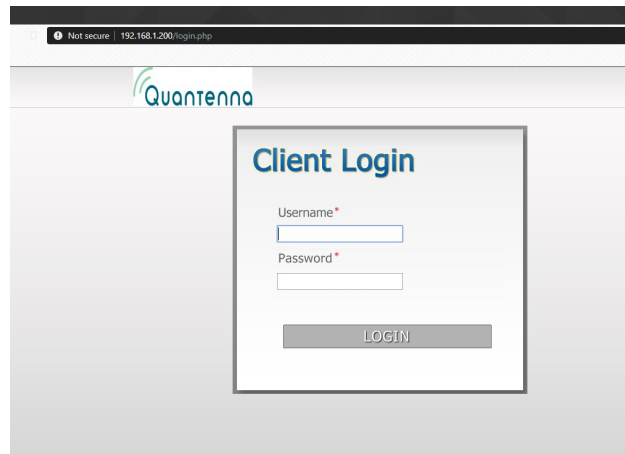 Not secure | 192.168.1.200/login.php
Quantenna
Client Login
Username*
Password*
LOGIN